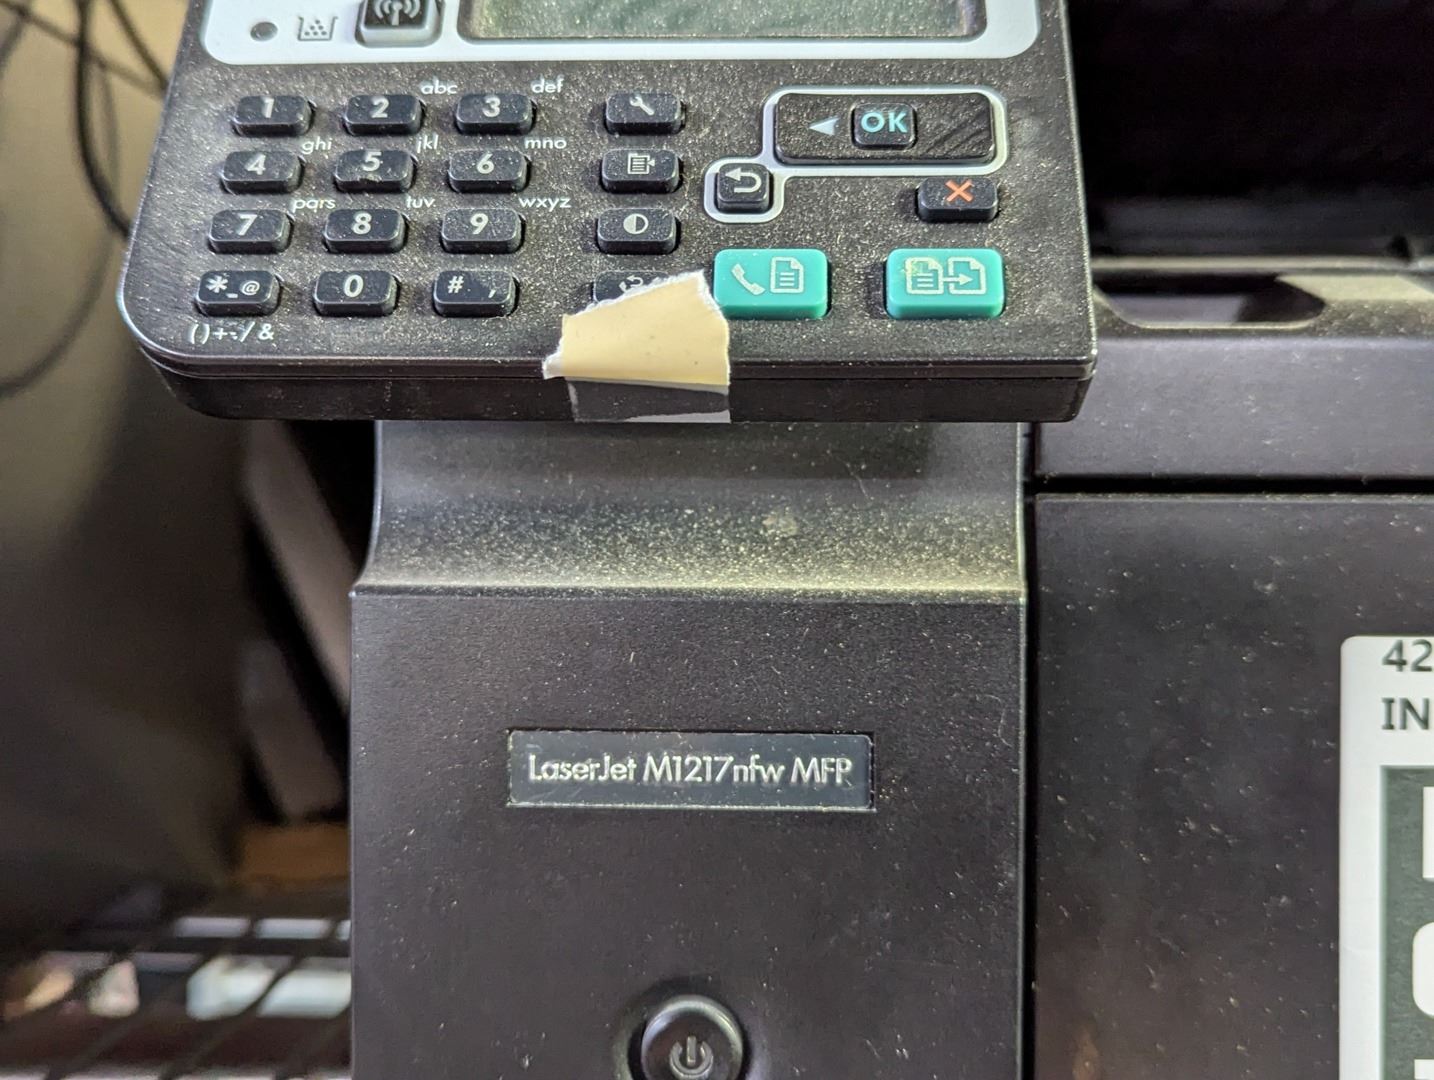 1 2 abc 3 def
4 ghi 5 jkl 6 mno
7 pqrs 8 tuv 9 wxyz
*_@ 0 # ,
()+-:/&
OK
LaserJet M1217nfw MFP
42
IN